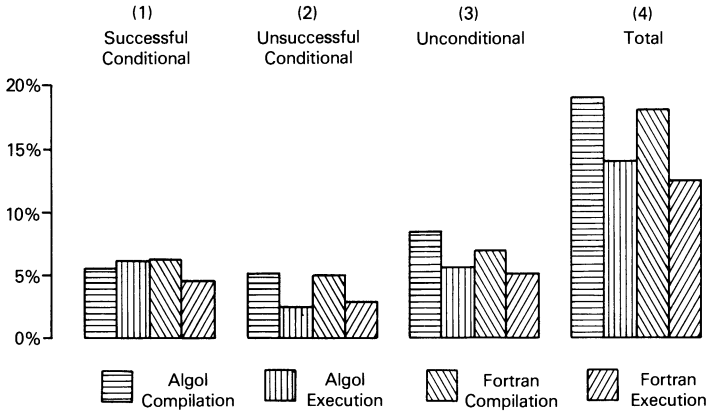 (1)
Successful
Conditional
(2)
Unsuccessful
Conditional
(3)
Unconditional
(4)
Total
20%
15%
10%
5%
0%
Algol
Compilation
Algol
Execution
Fortran
Compilation
Fortran
Execution